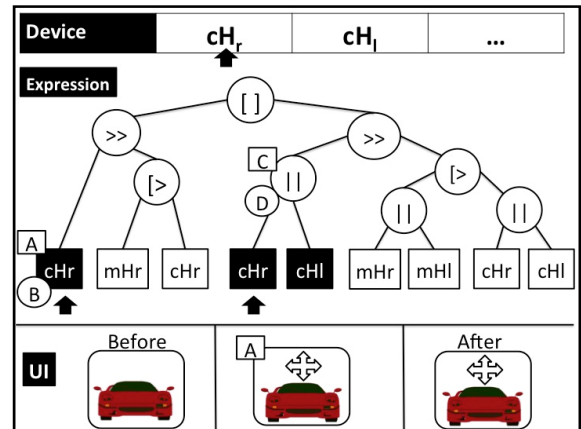 Device cHr cHl ...
Expression
[ ]
>> >>
C
[> || [>
D
|| ||
A
cHr mHr cHr cHr cHl mHr mHl cHr cHl
B
Before A After
UI